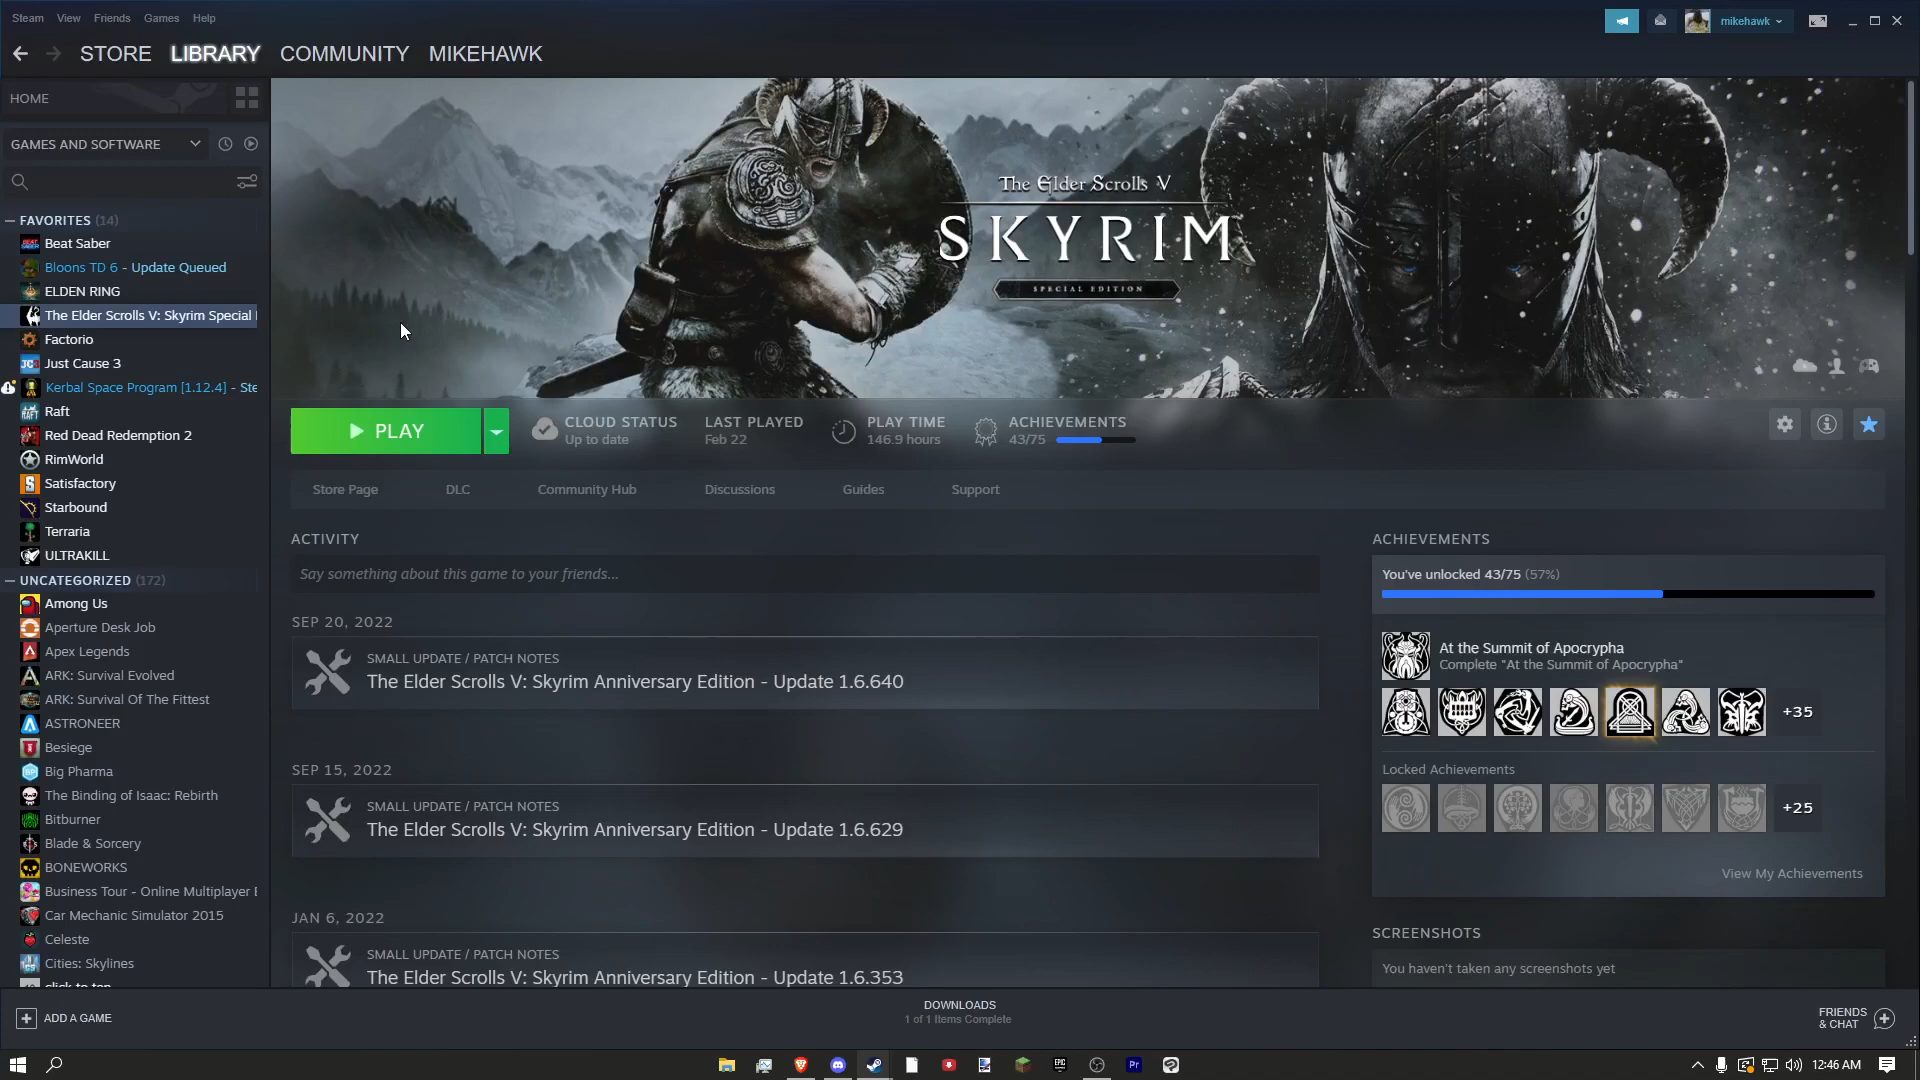 Steam View Friends Games Help
mikehawk
STORE LIBRARY COMMUNITY MIKEHAWK
HOME
GAMES AND SOFTWARE
FAVORITES (14)
Beat Saber
Bloons TD 6 - Update Queued
ELDEN RING
The Elder Scrolls V: Skyrim Special
Factorio
Just Cause 3
Kerbal Space Program [1.12.4] - Ste
Raft
Red Dead Redemption 2
RimWorld
Satisfactory
Starbound
Terraria
ULTRAKILL
UNCATEGORIZED (172)
Among Us
Aperture Desk Job
Apex Legends
ARK: Survival Evolved
ARK: Survival Of The Fittest
ASTRONEER
Besiege
Big Pharma
The Binding of Isaac: Rebirth
Bitburner
Blade & Sorcery
BONEWORKS
Business Tour - Online Multiplayer
Car Mechanic Simulator 2015
Celeste
Cities: Skylines
click to ten
ADD A GAME
The Elder Scrolls V
SKYRIM
SPECIAL EDITION
PLAY
CLOUD STATUS
Up to date
LAST PLAYED
Feb 22
PLAY TIME
146.9 hours
ACHIEVEMENTS
43/75
Store Page DLC Community Hub Discussions Guides Support
ACTIVITY
Say something about this game to your friends...
SEP 20, 2022
SMALL UPDATE / PATCH NOTES
The Elder Scrolls V: Skyrim Anniversary Edition - Update 1.6.640
SEP 15, 2022
SMALL UPDATE / PATCH NOTES
The Elder Scrolls V: Skyrim Anniversary Edition - Update 1.6.629
JAN 6, 2022
SMALL UPDATE / PATCH NOTES
The Elder Scrolls V: Skyrim Anniversary Edition - Update 1.6.353
ACHIEVEMENTS
You've unlocked 43/75 (57%)
At the Summit of Apocrypha
Complete "At the Summit of Apocrypha"
+35
Locked Achievements
+25
View My Achievements
SCREENSHOTS
You haven't taken any screenshots yet
DOWNLOADS
1 of 1 Items Complete
FRIENDS
& CHAT
12:46 AM